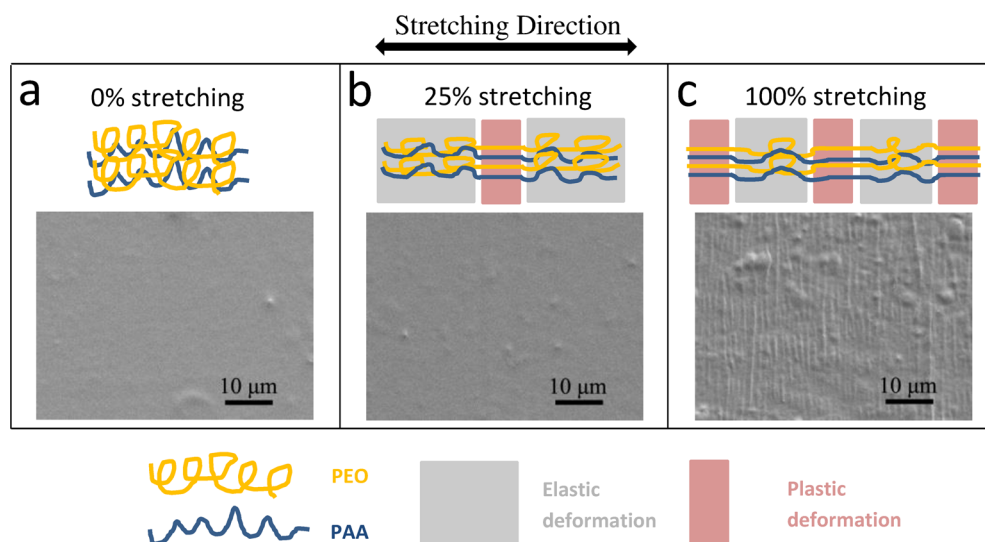 Stretching Direction
a
0% stretching
b
25% stretching
c
100% stretching
10 μm
10 μm
10 μm
PEO
PAA
Elastic
deformation
Plastic
deformation